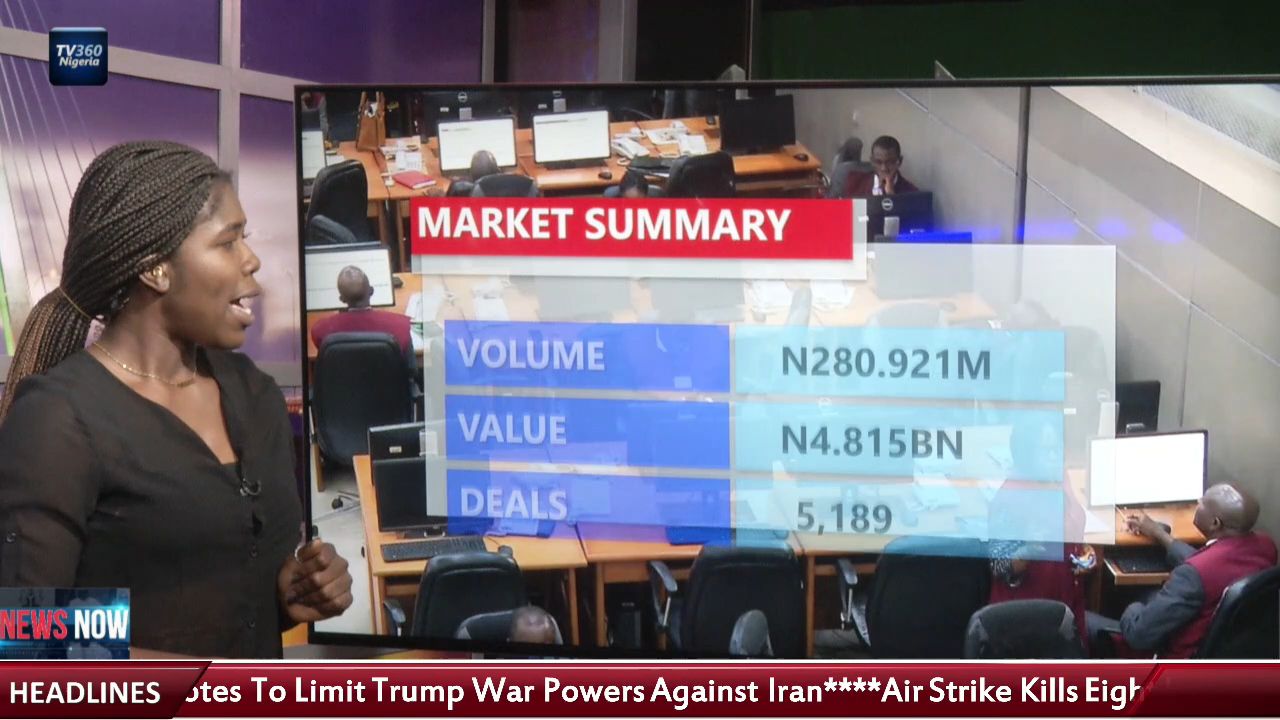 TV360
Nigeria
MARKET SUMMARY
VOLUME N280.921M
VALUE N4.815BN
DEALS 5,189
NEWS NOW
HEADLINES
otes To Limit Trump War Powers Against Iran****Air Strike Kills Eigh